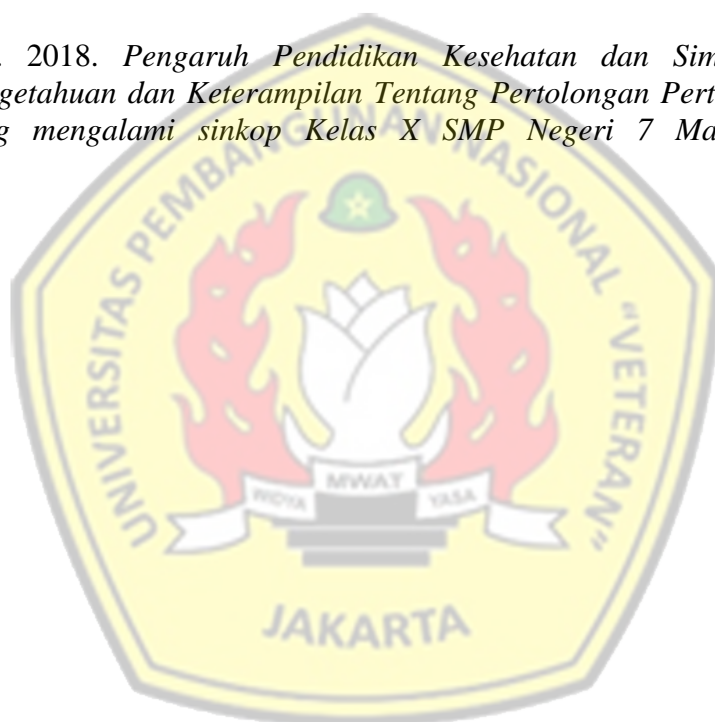 . 2018. Pengaruh Pendidikan Kesehatan dan Sim
getahuan dan Keterampilan Tentang Pertolongan Pert
g mengalami sinkop Kelas X SMP Negeri 7 Ma
UNIVERSITAS PEMBANGUNAN NASIONAL "VETERAN"
WIDYA MWAT YASA
JAKARTA